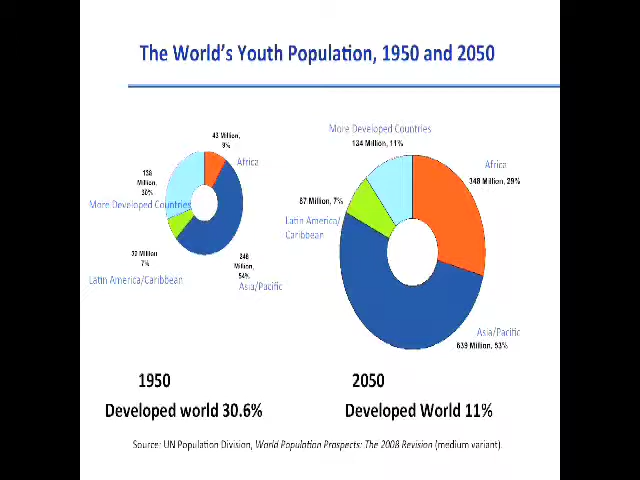 The World's Youth Population, 1950 and 2050
43 Million,
9%
Africa
138
Million,
30%
More Developed Countries
32 Million
7%
Latin America/Caribbean
248
Million,
54%
Asia/Pacific
More Developed Countries
134 Million, 11%
Africa
348 Million, 29%
87 Million, 7%
Latin America/
Caribbean
Asia/Pacific
639 Million, 53%
1950
2050
Developed world 30.6%
Developed World 11%
Source: UN Population Division, World Population Prospects: The 2008 Revision (medium variant).